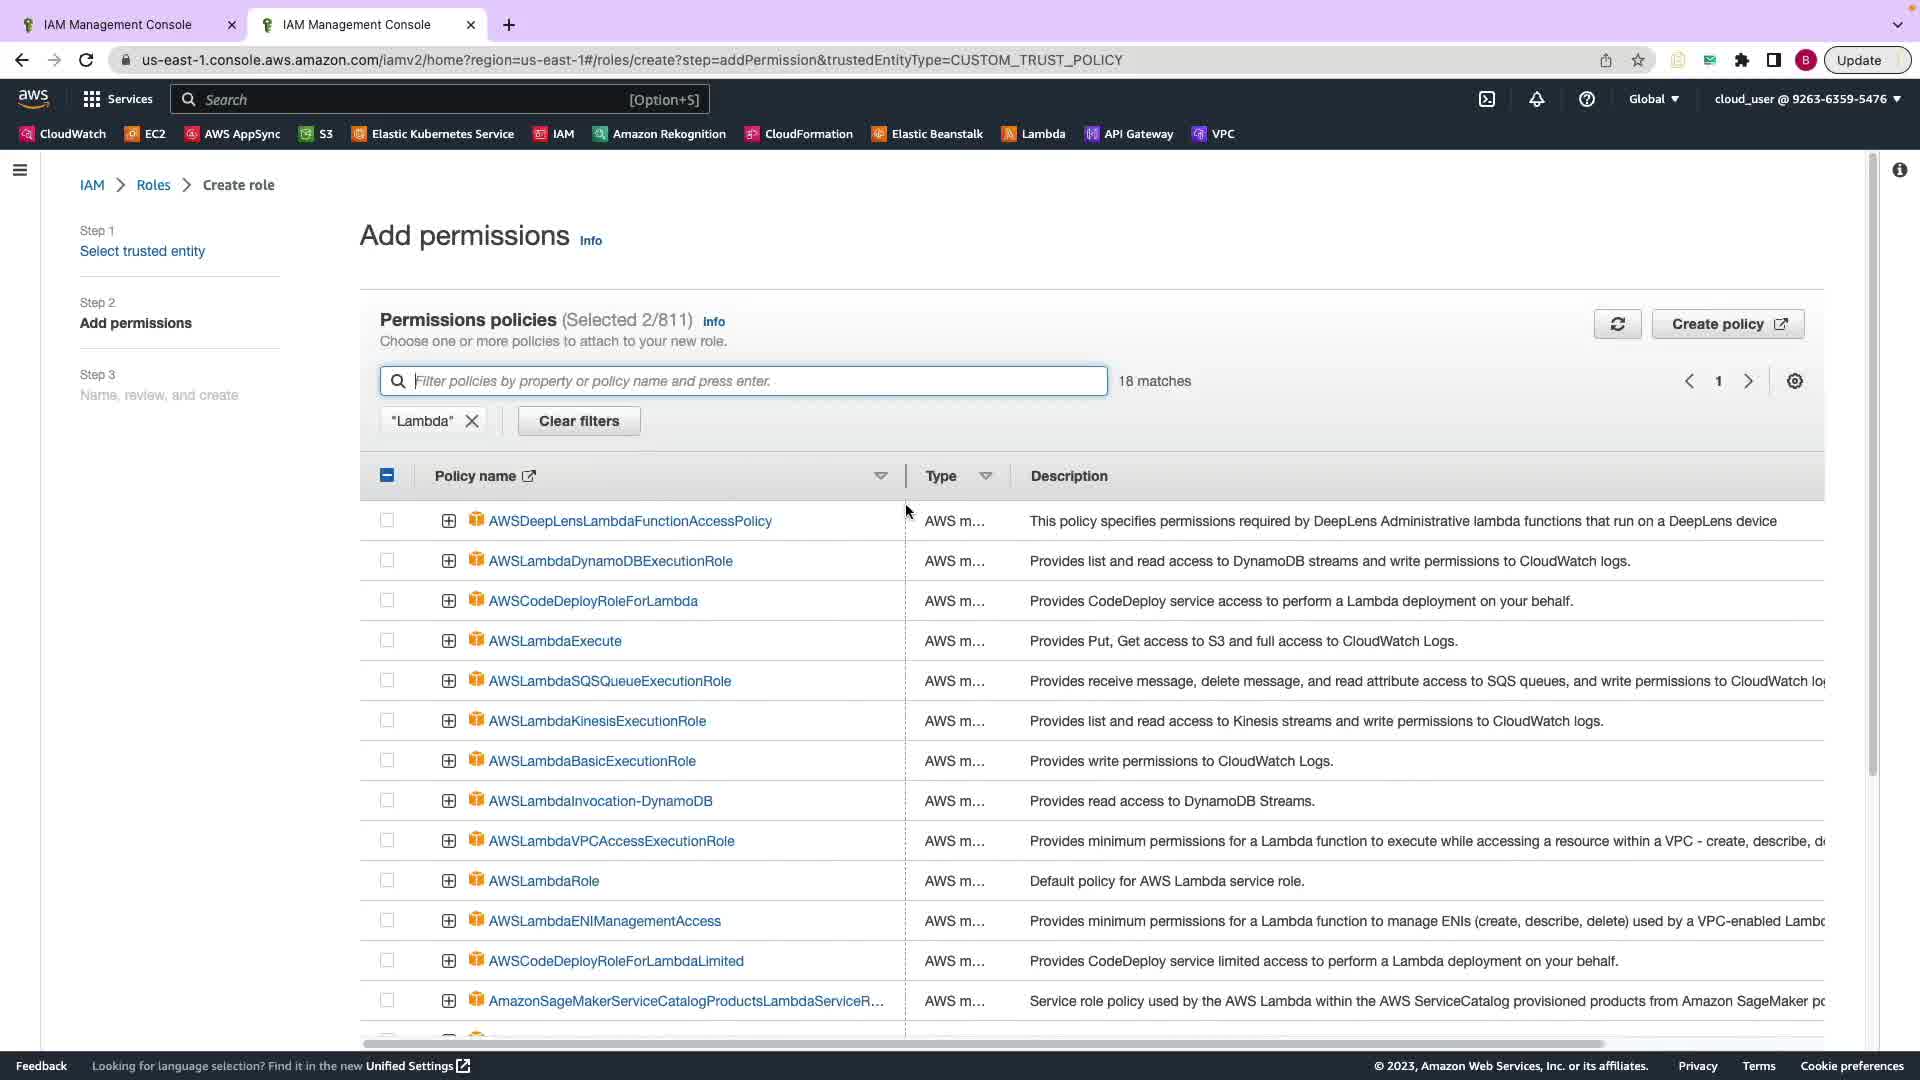 IAM Management Console
IAM Management Console
us-east-1.console.aws.amazon.com/iamv2/home?region=us-east-1#/roles/create?step=addPermission&trustedEntityType=CUSTOM_TRUST_POLICY
B
Update
aws
Services
Search
[Option+S]
Global
cloud_user @ 9263-6359-5476
CloudWatch
EC2
AWS AppSync
S3
Elastic Kubernetes Service
IAM
Amazon Rekognition
CloudFormation
Elastic Beanstalk
Lambda
API Gateway
VPC
IAM
Roles
Create role
Step 1
Select trusted entity
Step 2
Add permissions
Step 3
Name, review, and create
Add permissions Info
Permissions policies (Selected 2/811) Info
Choose one or more policies to attach to your new role.
Create policy
Filter policies by property or policy name and press enter.
18 matches
1
"Lambda"
Clear filters
Policy name Type Description
AWSDeepLensLambdaFunctionAccessPolicy AWS m... This policy specifies permissions required by DeepLens Administrative lambda functions that run on a DeepLens device
AWSLambdaDynamoDBExecutionRole AWS m... Provides list and read access to DynamoDB streams and write permissions to CloudWatch logs.
AWSCodeDeployRoleForLambda AWS m... Provides CodeDeploy service access to perform a Lambda deployment on your behalf.
AWSLambdaExecute AWS m... Provides Put, Get access to S3 and full access to CloudWatch Logs.
AWSLambdaSQSQueueExecutionRole AWS m... Provides receive message, delete message, and read attribute access to SQS queues, and write permissions to CloudWatch
AWSLambdaKinesisExecutionRole AWS m... Provides list and read access to Kinesis streams and write permissions to CloudWatch logs.
AWSLambdaBasicExecutionRole AWS m... Provides write permissions to CloudWatch Logs.
AWSLambdaInvocation-DynamoDB AWS m... Provides read access to DynamoDB Streams.
AWSLambdaVPCAccessExecutionRole AWS m... Provides minimum permissions for a Lambda function to execute while accessing a resource within a VPC - create, describe,
AWSLambdaRole AWS m... Default policy for AWS Lambda service role.
AWSLambdaENIManagementAccess AWS m... Provides minimum permissions for a Lambda function to manage ENIs (create, describe, delete) used by a VPC-enabled
AWSCodeDeployRoleForLambdaLimited AWS m... Provides CodeDeploy service limited access to perform a Lambda deployment on your behalf.
AmazonSageMakerServiceCatalogProductsLambdaServiceR... AWS m... Service role policy used by the AWS Lambda within the AWS ServiceCatalog provisioned products from Amazon SageMaker
Feedback
Looking for language selection? Find it in the new Unified Settings
© 2023, Amazon Web Services, Inc. or its affiliates.
Privacy
Terms
Cookie preferences